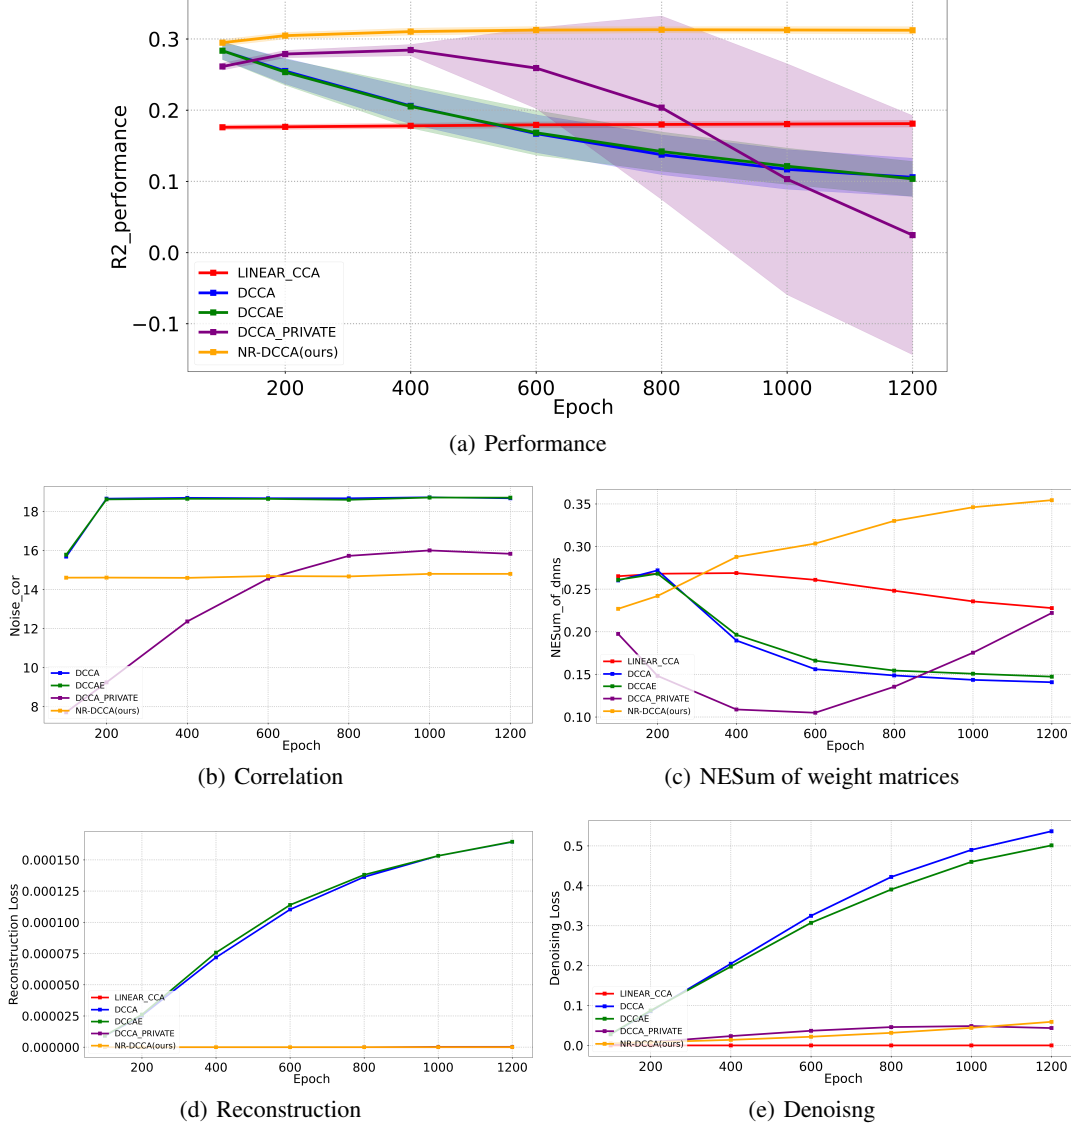 0.3
0.2
0.1
0.0
−0.1
R2_performance
LINEAR_CCA
DCCA
DCCAE
DCCA_PRIVATE
NR-DCCA(ours)
200 400 600 800 1000 1200
Epoch
(a) Performance
18
16
14
12
10
8
Noise_cor
DCCA
DCCAE
DCCA_PRIVATE
NR-DCCA(ours)
200 400 600 800 1000 1200
Epoch
(b) Correlation
0.35
0.30
0.25
0.20
0.15
0.10
NESum_of_dnns
LINEAR_CCA
DCCA
DCCAE
DCCA_PRIVATE
NR-DCCA(ours)
200 400 600 800 1000 1200
Epoch
(c) NESum of weight matrices
0.000150
0.000125
0.000100
0.000075
0.000050
0.000025
0.000000
Reconstruction Loss
LINEAR_CCA
DCCA
DCCAE
DCCA_PRIVATE
NR-DCCA(ours)
200 400 600 800 1000 1200
Epoch
(d) Reconstruction
0.5
0.4
0.3
0.2
0.1
0.0
Denoising Loss
LINEAR_CCA
DCCA
DCCAE
DCCA_PRIVATE
NR-DCCA(ours)
200 400 600 800 1000 1200
Epoch
(e) Denoisng